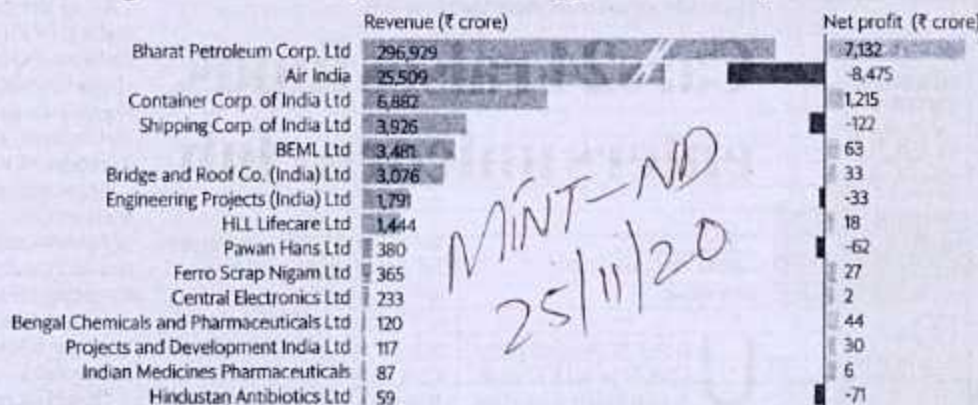 Revenue (₹ crore) Net profit (₹ crore)
Bharat Petroleum Corp. Ltd 296,929 7,132
Air India 25,509 -8,475
Container Corp. of India Ltd 6,882 1,215
Shipping Corp. of India Ltd 3,926 -122
BEML Ltd 3,481 63
Bridge and Roof Co. (India) Ltd 3,076 33
Engineering Projects (India) Ltd 1,791 -33
HLL Lifecare Ltd 1,444 18
Pawan Hans Ltd 380 -62
Ferro Scrap Nigam Ltd 365 27
Central Electronics Ltd 233 2
Bengal Chemicals and Pharmaceuticals Ltd 120 44
Projects and Development India Ltd 117 30
Indian Medicines Pharmaceuticals 87 6
Hindustan Antibiotics Ltd 59 -71
MINT-ND
25/11/20